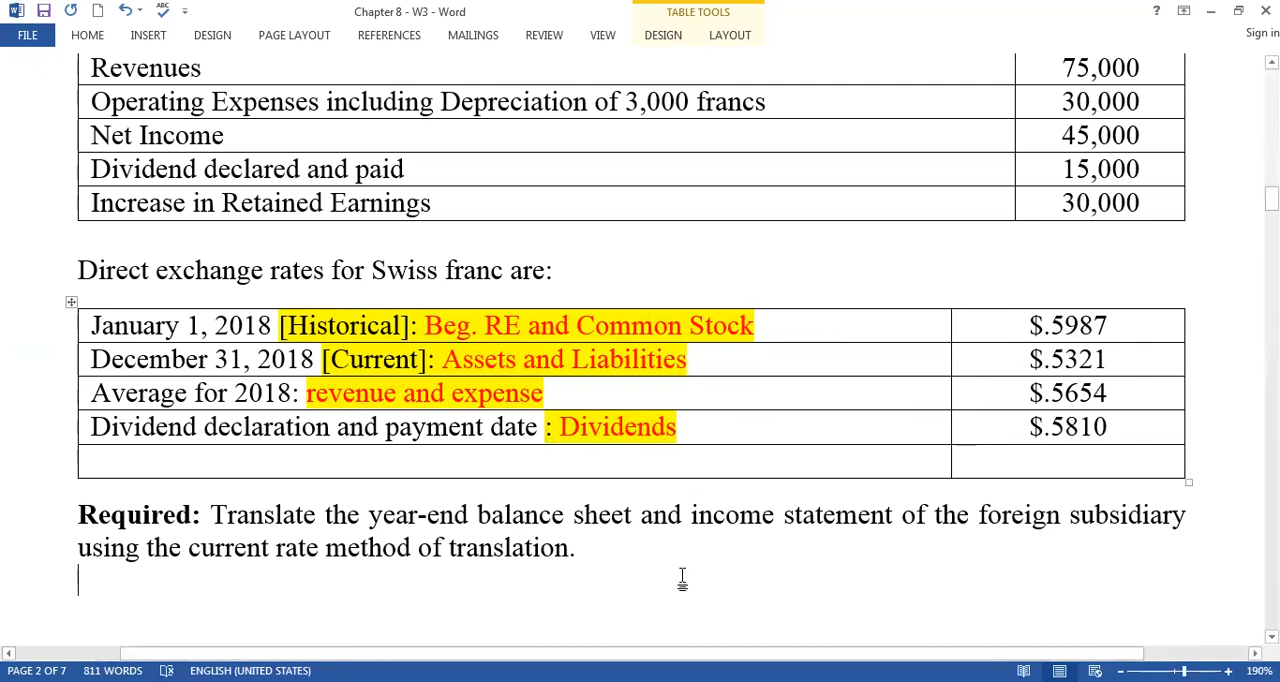 Chapter 8 - W3 - Word
TABLE TOOLS
?
Sign in
FILE HOME INSERT DESIGN PAGE LAYOUT REFERENCES MAILINGS REVIEW VIEW DESIGN LAYOUT
Revenues 75,000
Operating Expenses including Depreciation of 3,000 francs 30,000
Net Income 45,000
Dividend declared and paid 15,000
Increase in Retained Earnings 30,000
Direct exchange rates for Swiss franc are:
January 1, 2018 [Historical]: Beg. RE and Common Stock $.5987
December 31, 2018 [Current]: Assets and Liabilities $.5321
Average for 2018: revenue and expense $.5654
Dividend declaration and payment date : Dividends $.5810
Required: Translate the year-end balance sheet and income statement of the foreign subsidiary
using the current rate method of translation.
PAGE 2 OF 7 811 WORDS ENGLISH (UNITED STATES) 190%